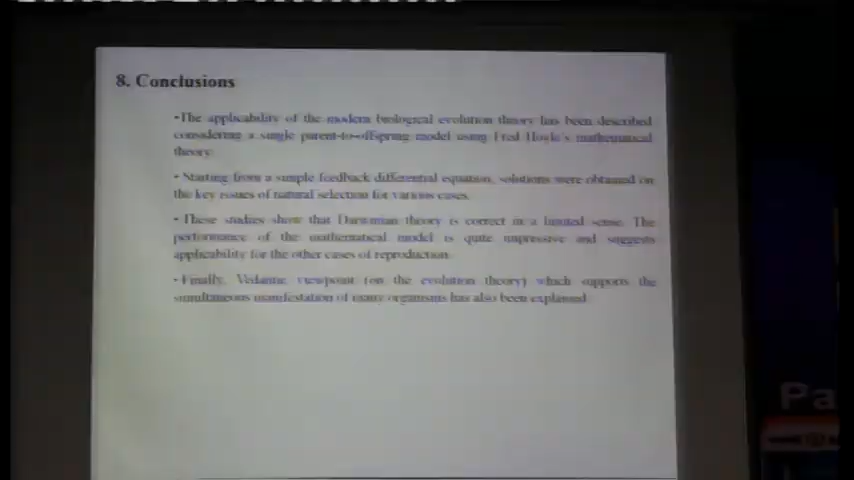 8. Conclusions
•The applicability of the modern biological evolution theory has been described
considering a single parent-to-offspring model using Fred Hoyle's mathematical
theory.
•Starting from a simple feedback differential equation, solutions were obtained on
the key issues of natural selection for various cases.
•These studies show that Darwinian theory is correct in a limited sense. The
performance of the mathematical model is quite impressive and suggests
applicability for the other cases of reproduction.
•Finally, Vedantic viewpoint (on the evolution theory) which supports the
simultaneous manifestation of many organisms has also been explained.
Pa